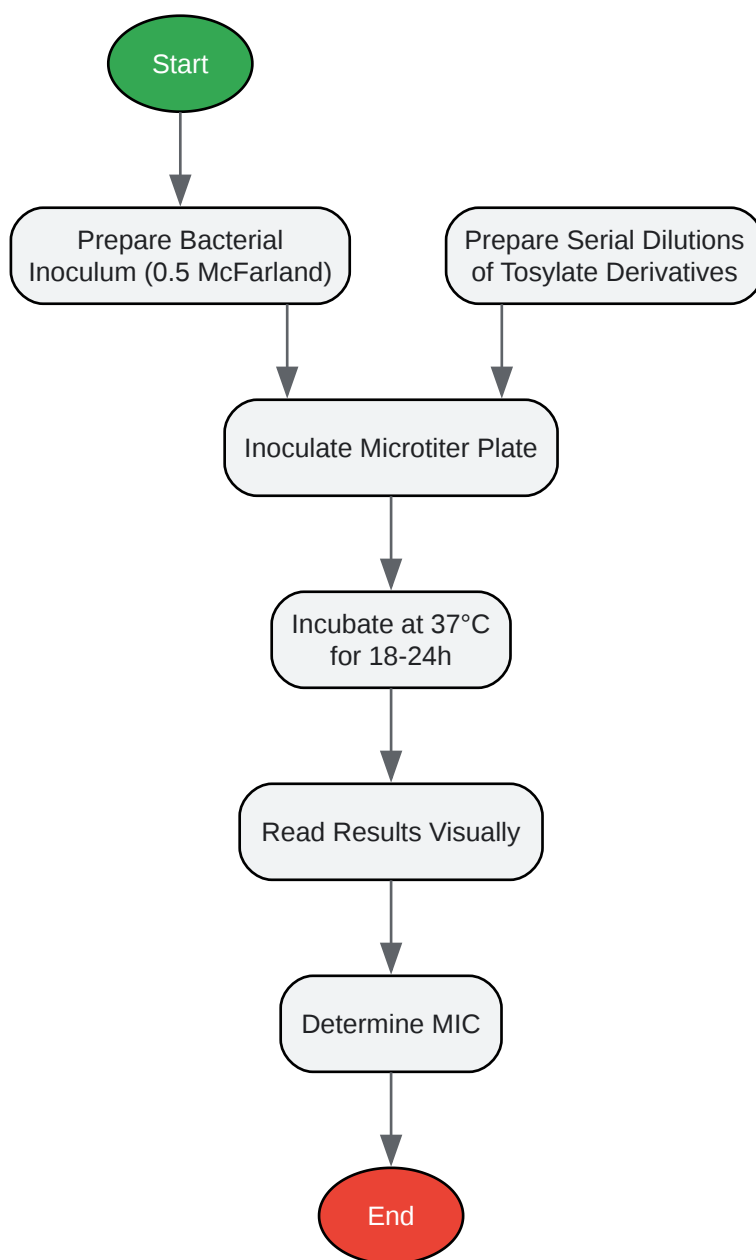 Start
Prepare Bacterial
Inoculum (0.5 McFarland)
Prepare Serial Dilutions
of Tosylate Derivatives
Inoculate Microtiter Plate
Incubate at 37°C
for 18-24h
Read Results Visually
Determine MIC
End